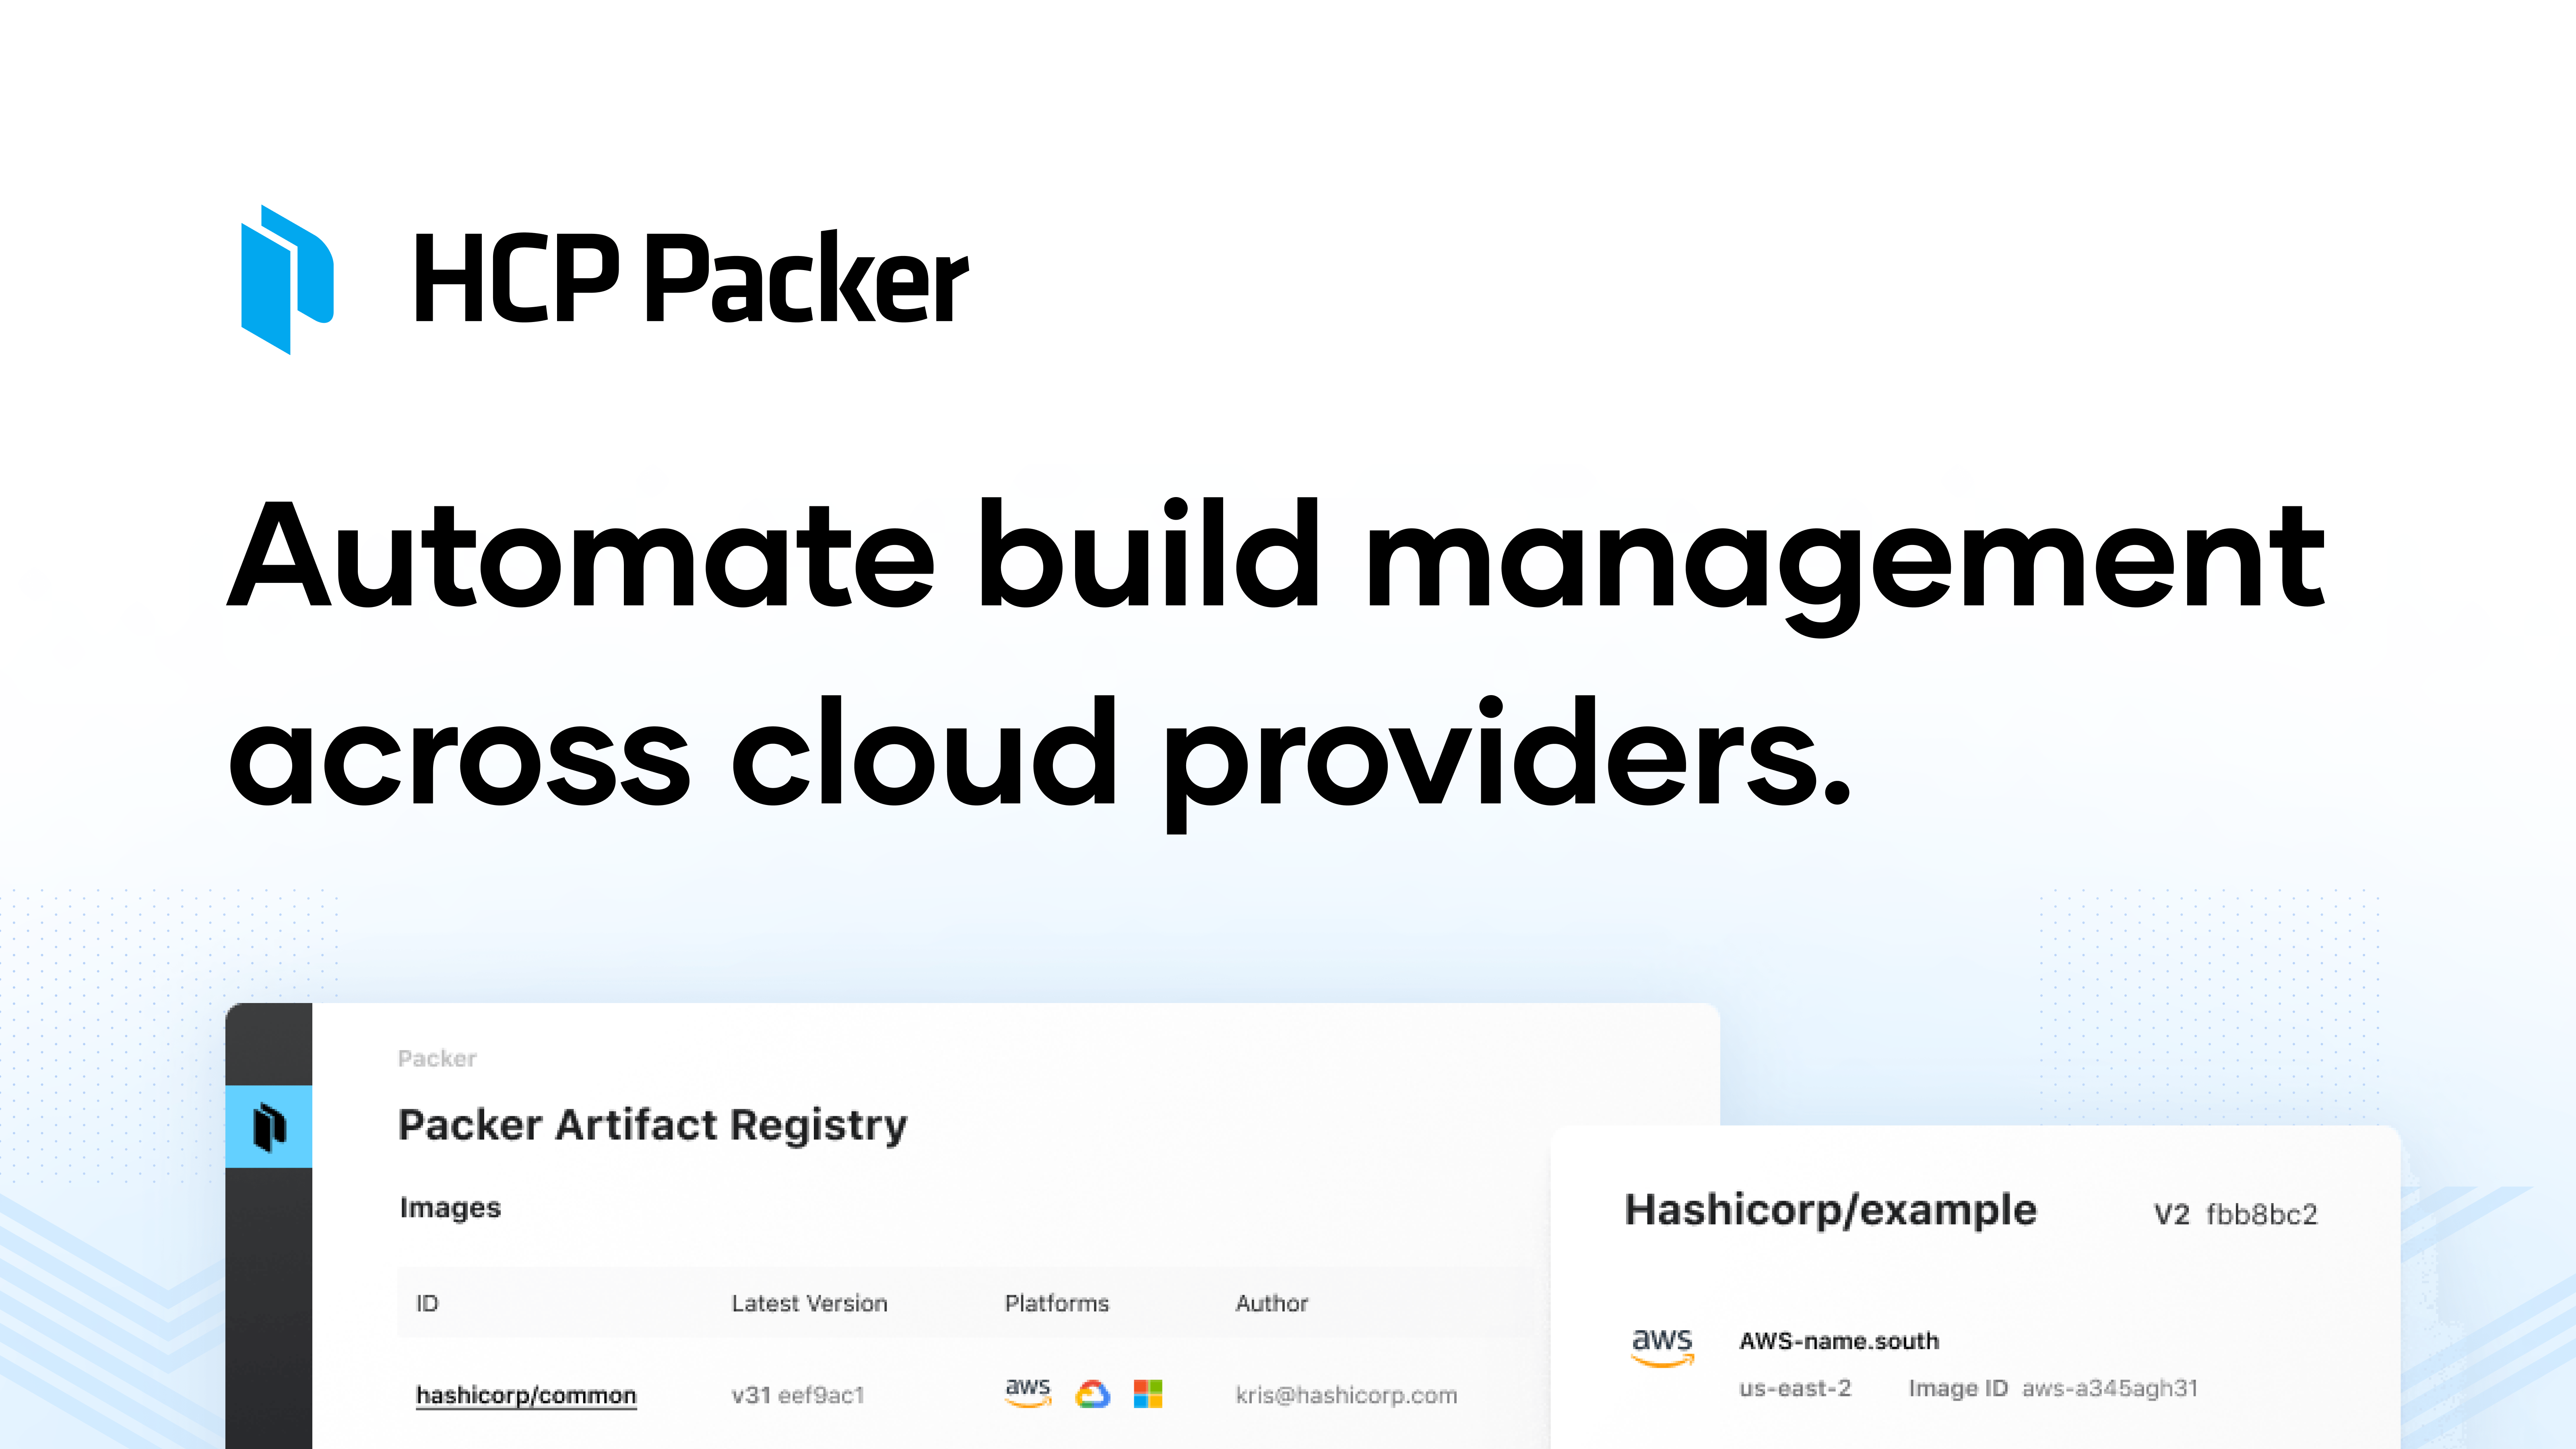 HCP Packer
Automate build management
across cloud providers.
Packer
Packer Artifact Registry
Images
ID Latest Version Platforms Author
hashicorp/common v31 eef9ac1 aws kris@hashicorp.com
Hashicorp/example V2 fbb8bc2
aws AWS-name.south
us-east-2 Image ID aws-a345agh31